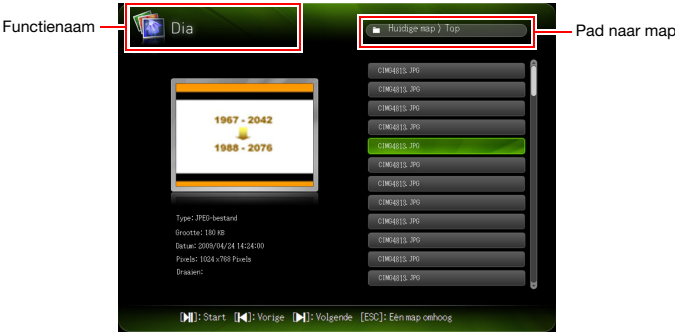 Functienaam
Dia
Huidige map 〉 Top
Pad naar map
CIMG4813.JPG
CIMG4813.JPG
CIMG4813.JPG
CIMG4813.JPG
CIMG4813.JPG
CIMG4813.JPG
CIMG4813.JPG
CIMG4813.JPG
CIMG4813.JPG
CIMG4813.JPG
CIMG4813.JPG
CIMG4813.JPG
1967 - 2042
1988 - 2076
Type: JPEG-bestand
Grootte: 180 KB
Datum: 2009/04/24 14:24:00
Pixels: 1024 x768 Pixels
Draaien:
[▶II]: Start [I◀]: Vorige [▶I]: Volgende [ESC]: Eén map omhoog